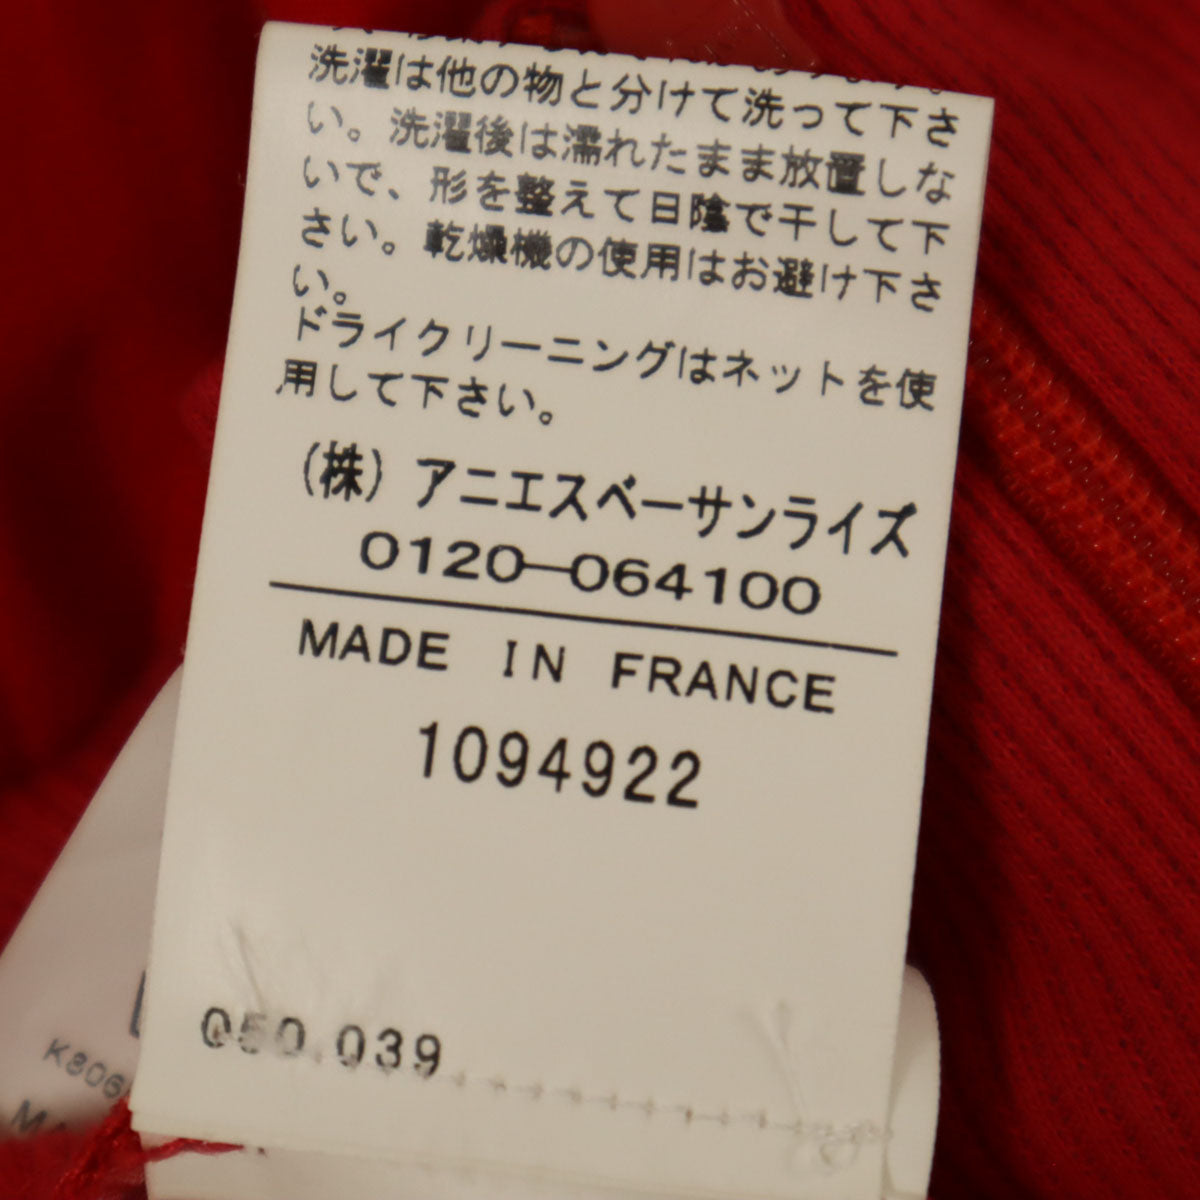 洗濯は他の物と分けて洗って下さ
い。洗濯後は濡れたまま放置しな
いで、形を整えて日陰で干して下
さい。乾燥機の使用はお避け下さ
い。
ドライクリーニングはネットを使
用して下さい。
(株)アニエスベーサンライズ
0120-064100
MADE IN FRANCE
1094922
050.039
K806